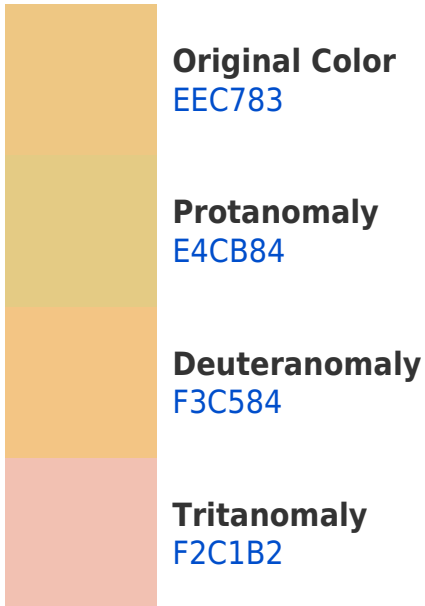 Original Color
EEC783
Protanomaly
E4CB84
Deuteranomaly
F3C584
Tritanomaly
F2C1B2